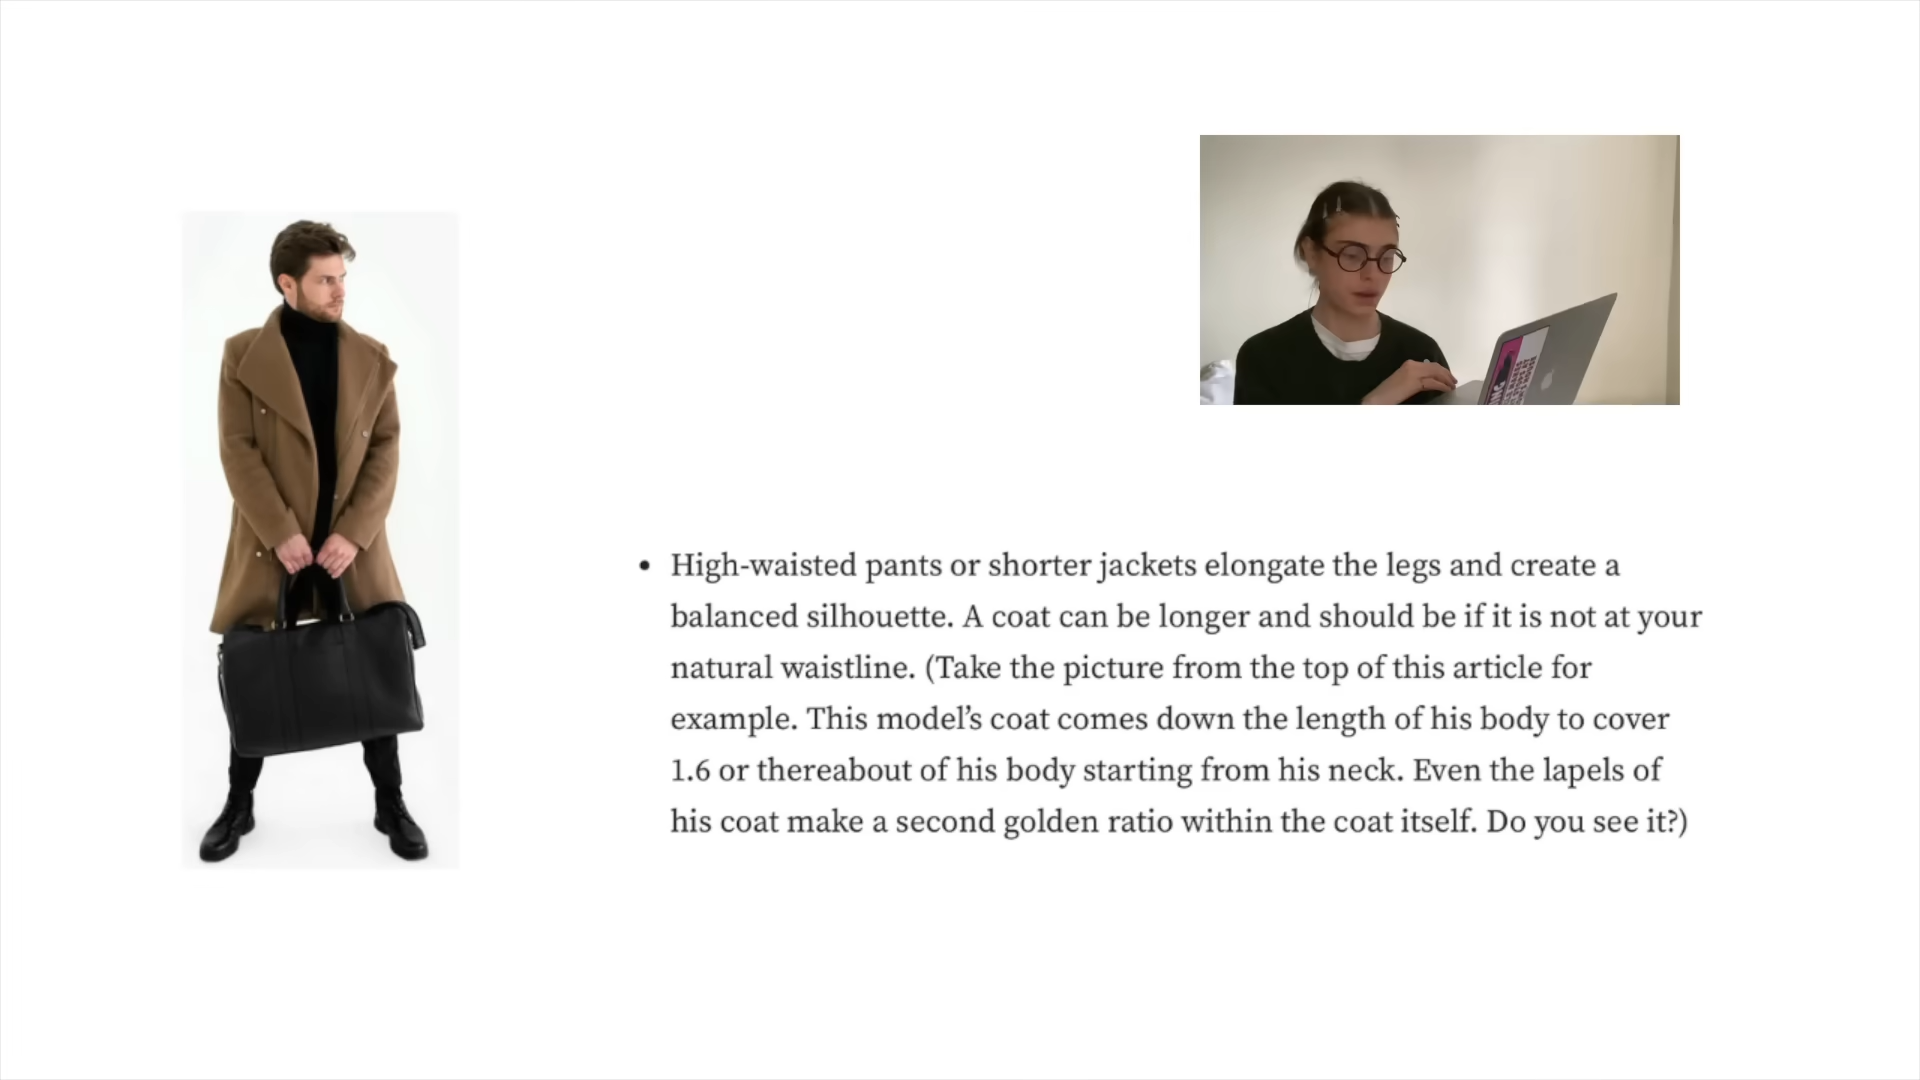 • High-waisted pants or shorter jackets elongate the legs and create a
balanced silhouette. A coat can be longer and should be if it is not at your
natural waistline. (Take the picture from the top of this article for
example. This model’s coat comes down the length of his body to cover
1.6 or thereabout of his body starting from his neck. Even the lapels of
his coat make a second golden ratio within the coat itself. Do you see it?)